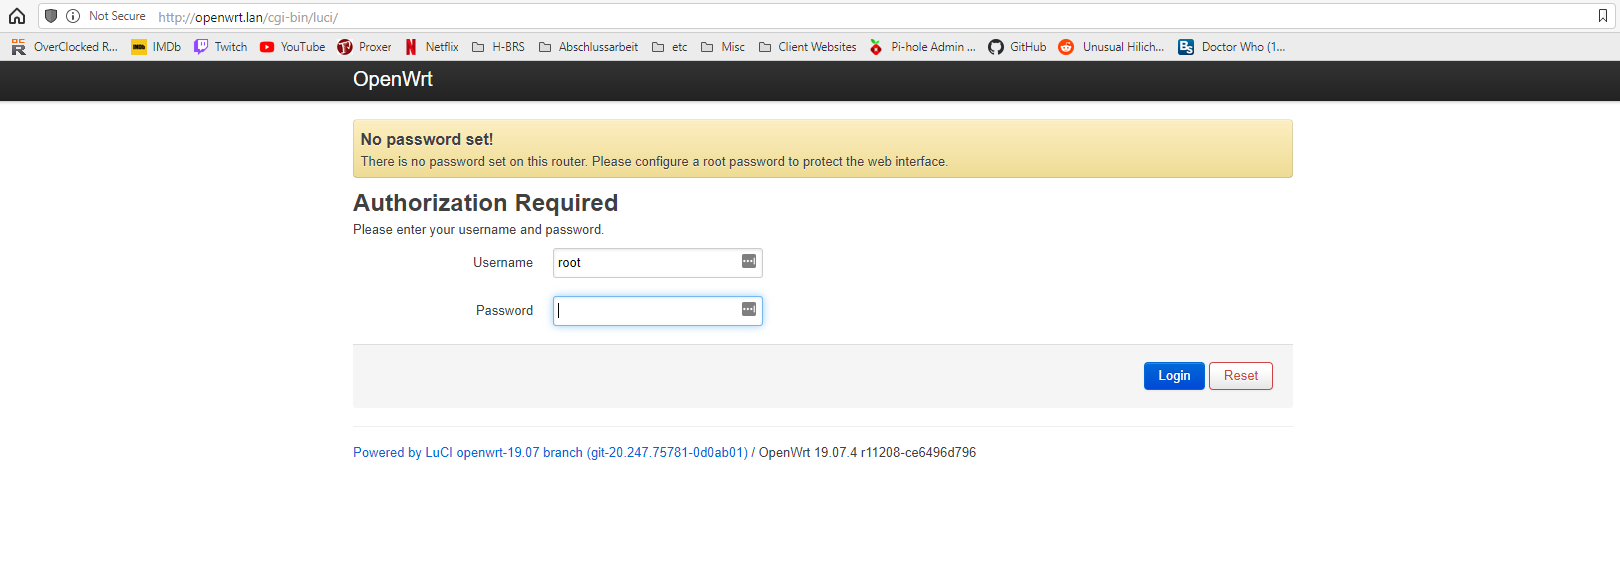 Not Secure http://openwrt.lan/cgi-bin/luci/
OverClocked R... IMDb Twitch YouTube Proxer Netflix H-BRS Abschlussarbeit etc Misc Client Websites Pi-hole Admin ... GitHub Unusual Hilich... Doctor Who (1...
OpenWrt
No password set!
There is no password set on this router. Please configure a root password to protect the web interface.
Authorization Required
Please enter your username and password.
Username root
Password
Login Reset
Powered by LuCI openwrt-19.07 branch (git-20.247.75781-0d0ab01) / OpenWrt 19.07.4 r11208-ce6496d796